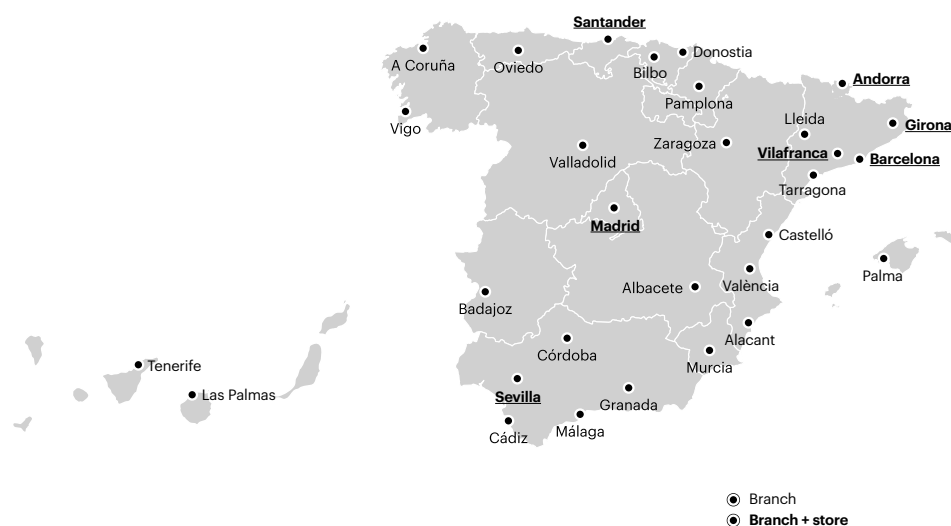 Santander
A Coruña
Oviedo
Bilbo
Donostia
Andorra
Pamplona
Vigo
Lleida
Girona
Zaragoza
Valladolid
Vilafranca
Barcelona
Tarragona
Madrid
Castelló
Palma
València
Albacete
Badajoz
Alacant
Córdoba
Murcia
Tenerife
Las Palmas
Sevilla
Granada
Málaga
Cádiz
Branch
Branch + store